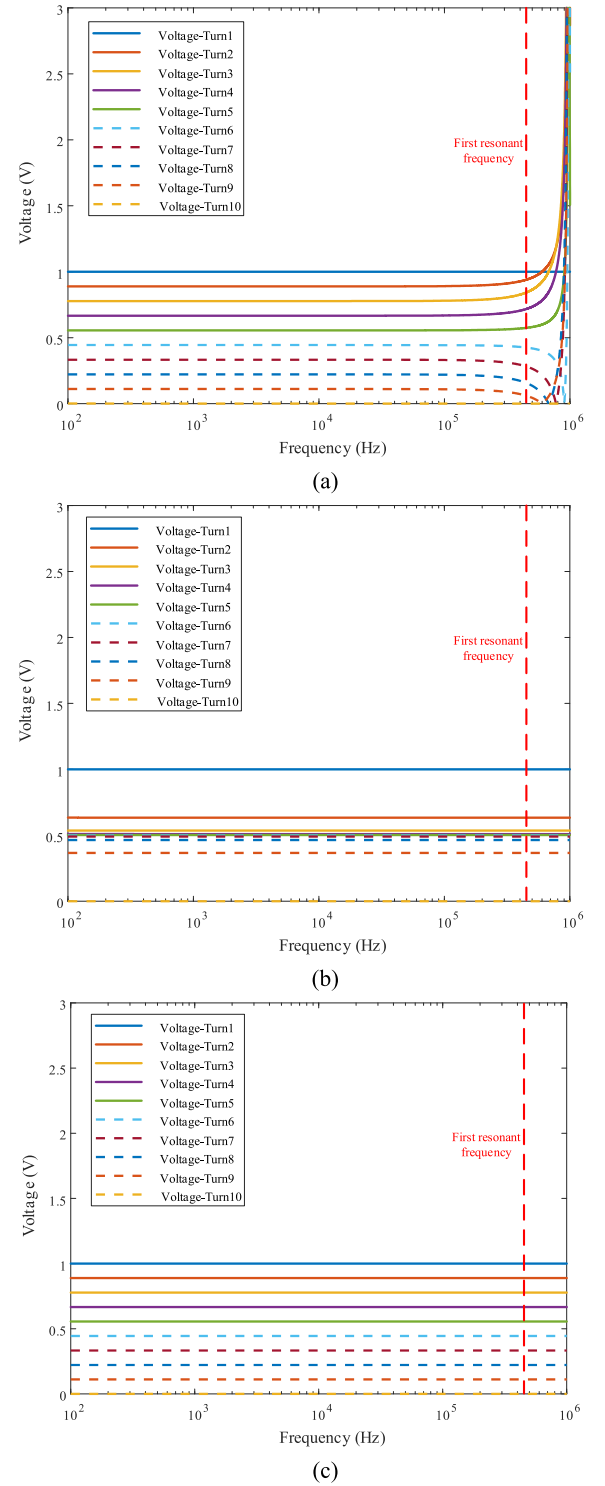 3
2.5
2
1.5
1
0.5
0
Voltage (V)
Voltage-Turn1
Voltage-Turn2
Voltage-Turn3
Voltage-Turn4
Voltage-Turn5
Voltage-Turn6
Voltage-Turn7
Voltage-Turn8
Voltage-Turn9
Voltage-Turn10
First resonant
frequency
10^2 10^3 10^4 10^5 10^6
Frequency (Hz)
(a)
3
2.5
2
1.5
1
0.5
0
Voltage (V)
Voltage-Turn1
Voltage-Turn2
Voltage-Turn3
Voltage-Turn4
Voltage-Turn5
Voltage-Turn6
Voltage-Turn7
Voltage-Turn8
Voltage-Turn9
Voltage-Turn10
First resonant
frequency
10^2 10^3 10^4 10^5 10^6
Frequency (Hz)
(b)
3
2.5
2
1.5
1
0.5
0
Voltage (V)
Voltage-Turn1
Voltage-Turn2
Voltage-Turn3
Voltage-Turn4
Voltage-Turn5
Voltage-Turn6
Voltage-Turn7
Voltage-Turn8
Voltage-Turn9
Voltage-Turn10
First resonant
frequency
10^2 10^3 10^4 10^5 10^6
Frequency (Hz)
(c)